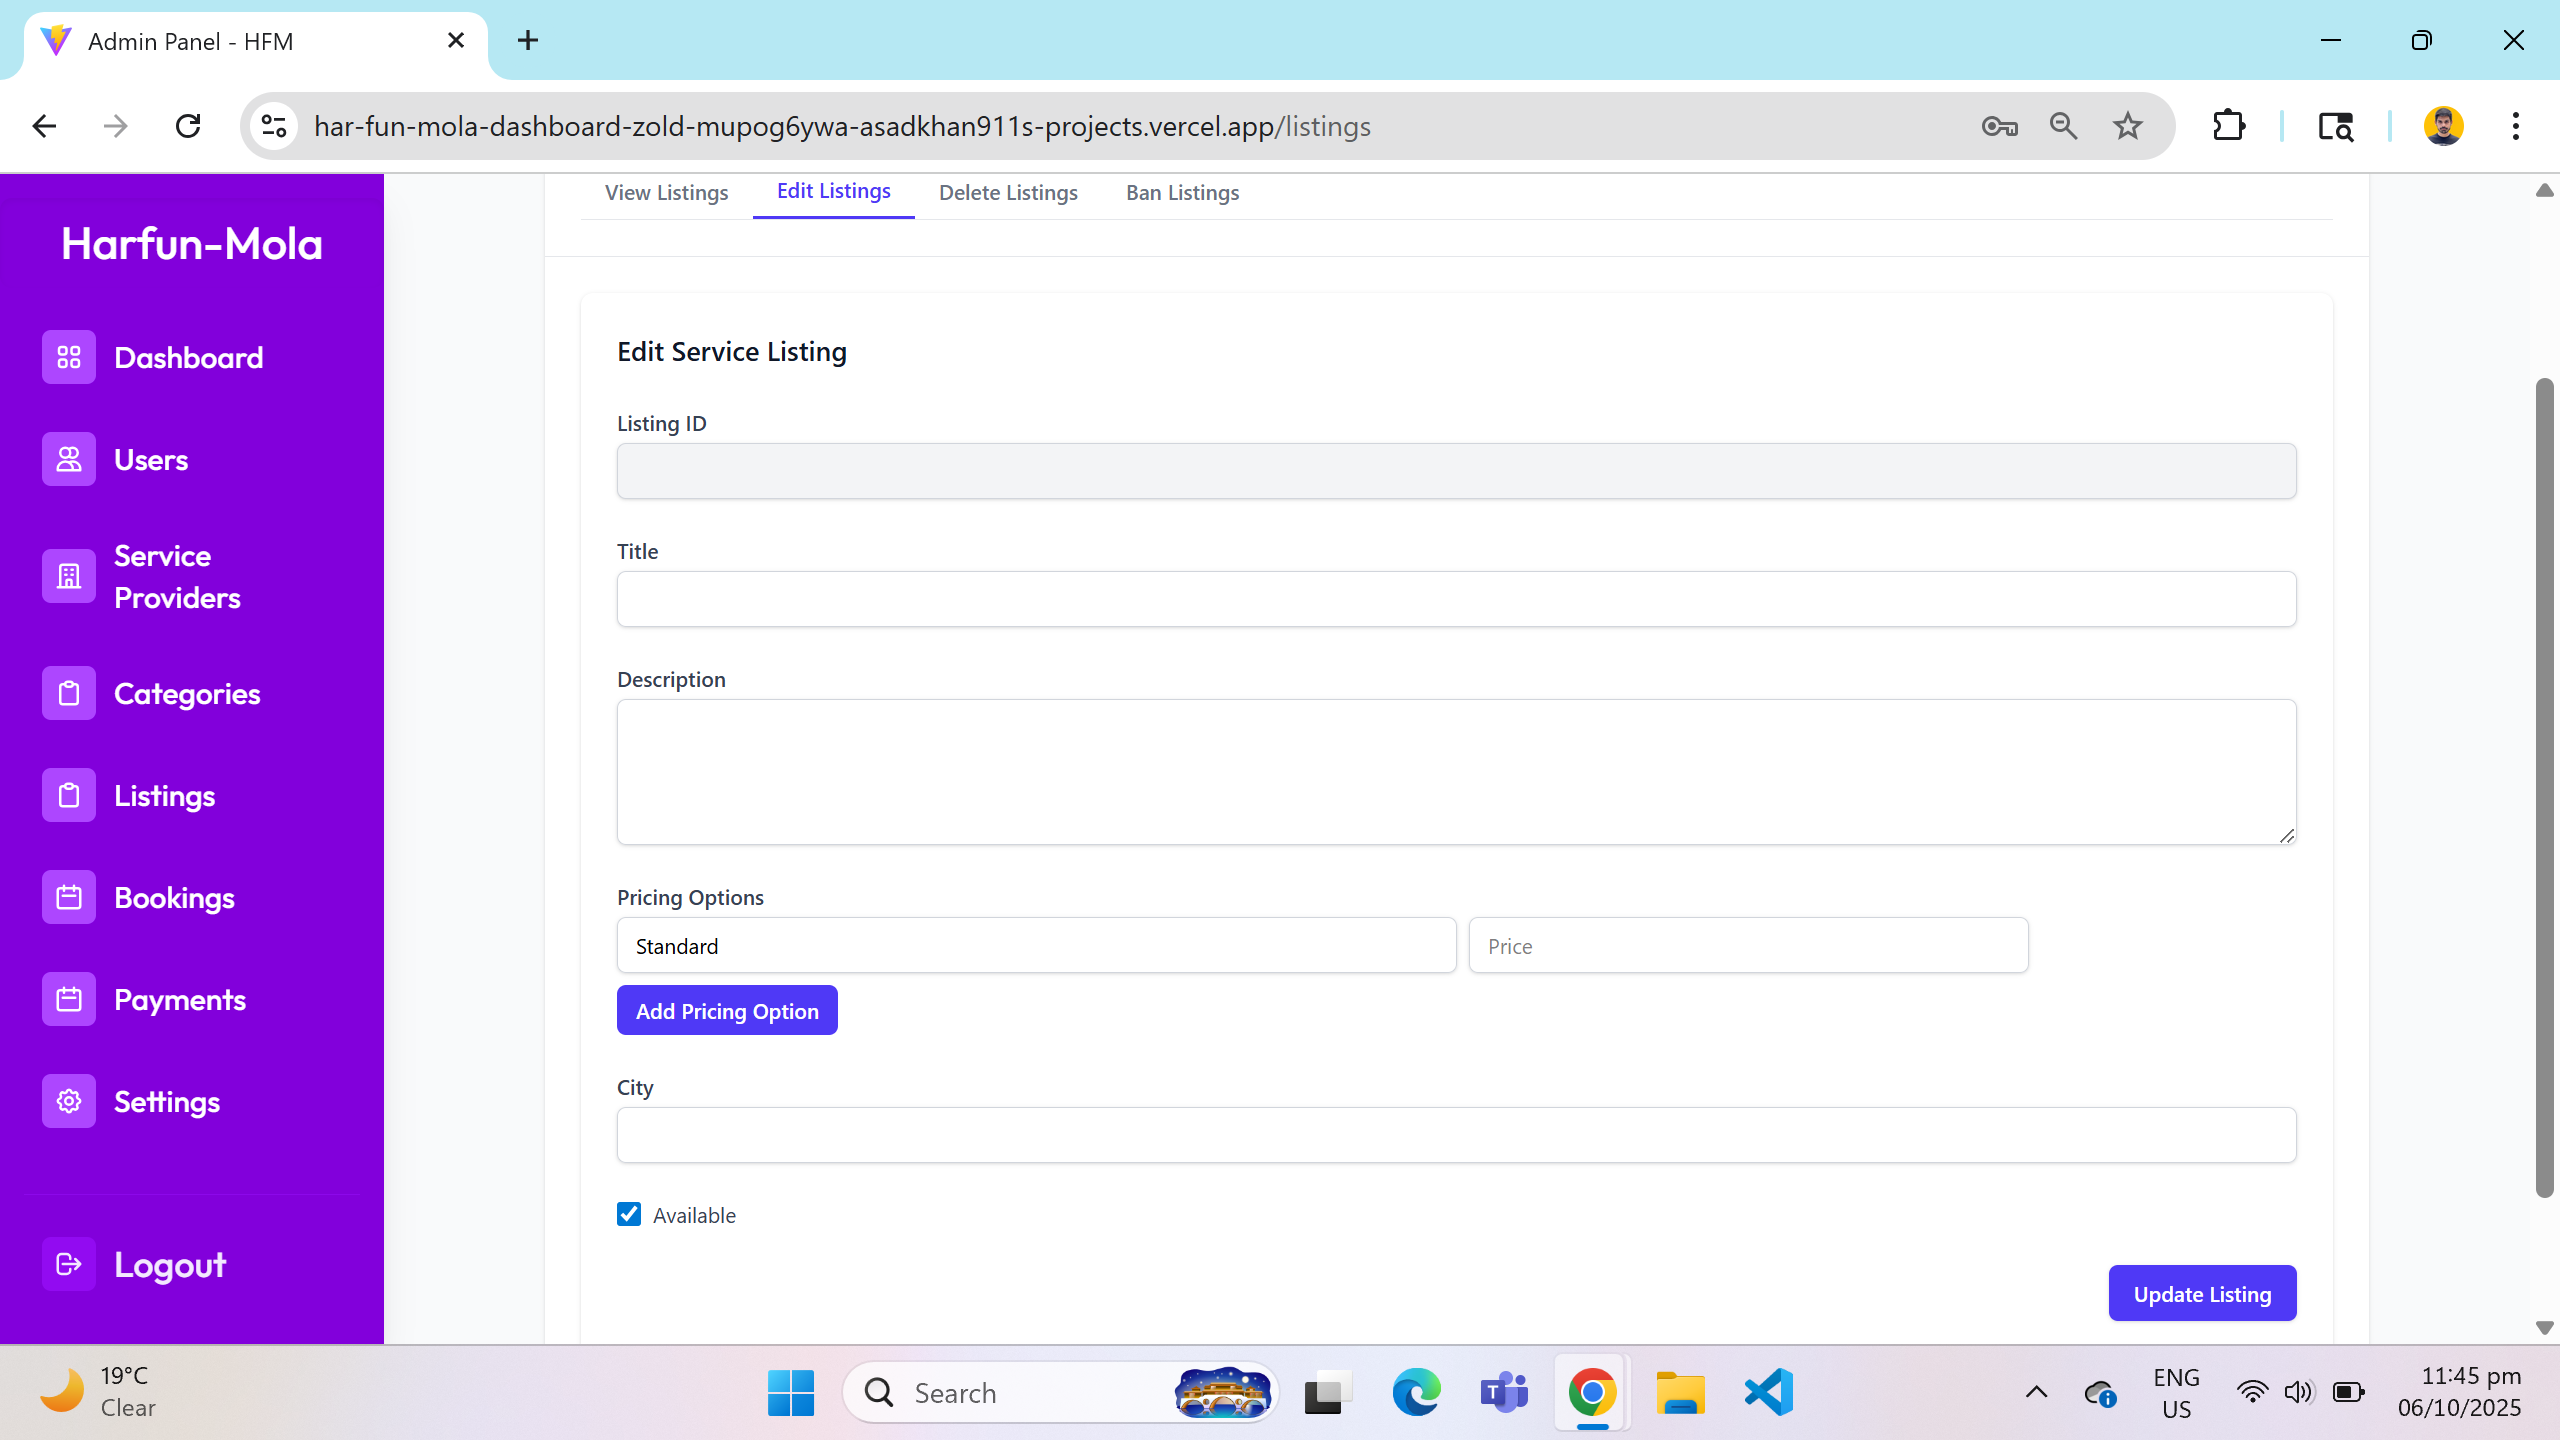 Admin Panel - HFM
har-fun-mola-dashboard-zold-mupog6ywa-asadkhan911s-projects.vercel.app/listings
Harfun-Mola
Dashboard
Users
Service
Providers
Categories
Listings
Bookings
Payments
Settings
Logout
View Listings Edit Listings Delete Listings Ban Listings
Edit Service Listing
Listing ID
Title
Description
Pricing Options
Standard Price
Add Pricing Option
City
Available
Update Listing
19°C
Clear
Search
T
ENG
US
11:45 pm
06/10/2025